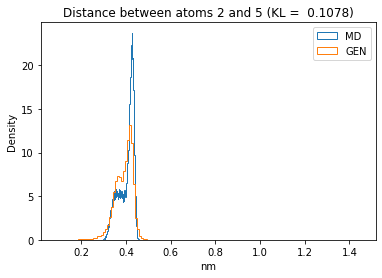 Distance between atoms 2 and 5 (KL =  0.1078)
MD
GEN
Density
20
15
10
5
0
0.2 0.4 0.6 0.8 1.0 1.2 1.4
nm